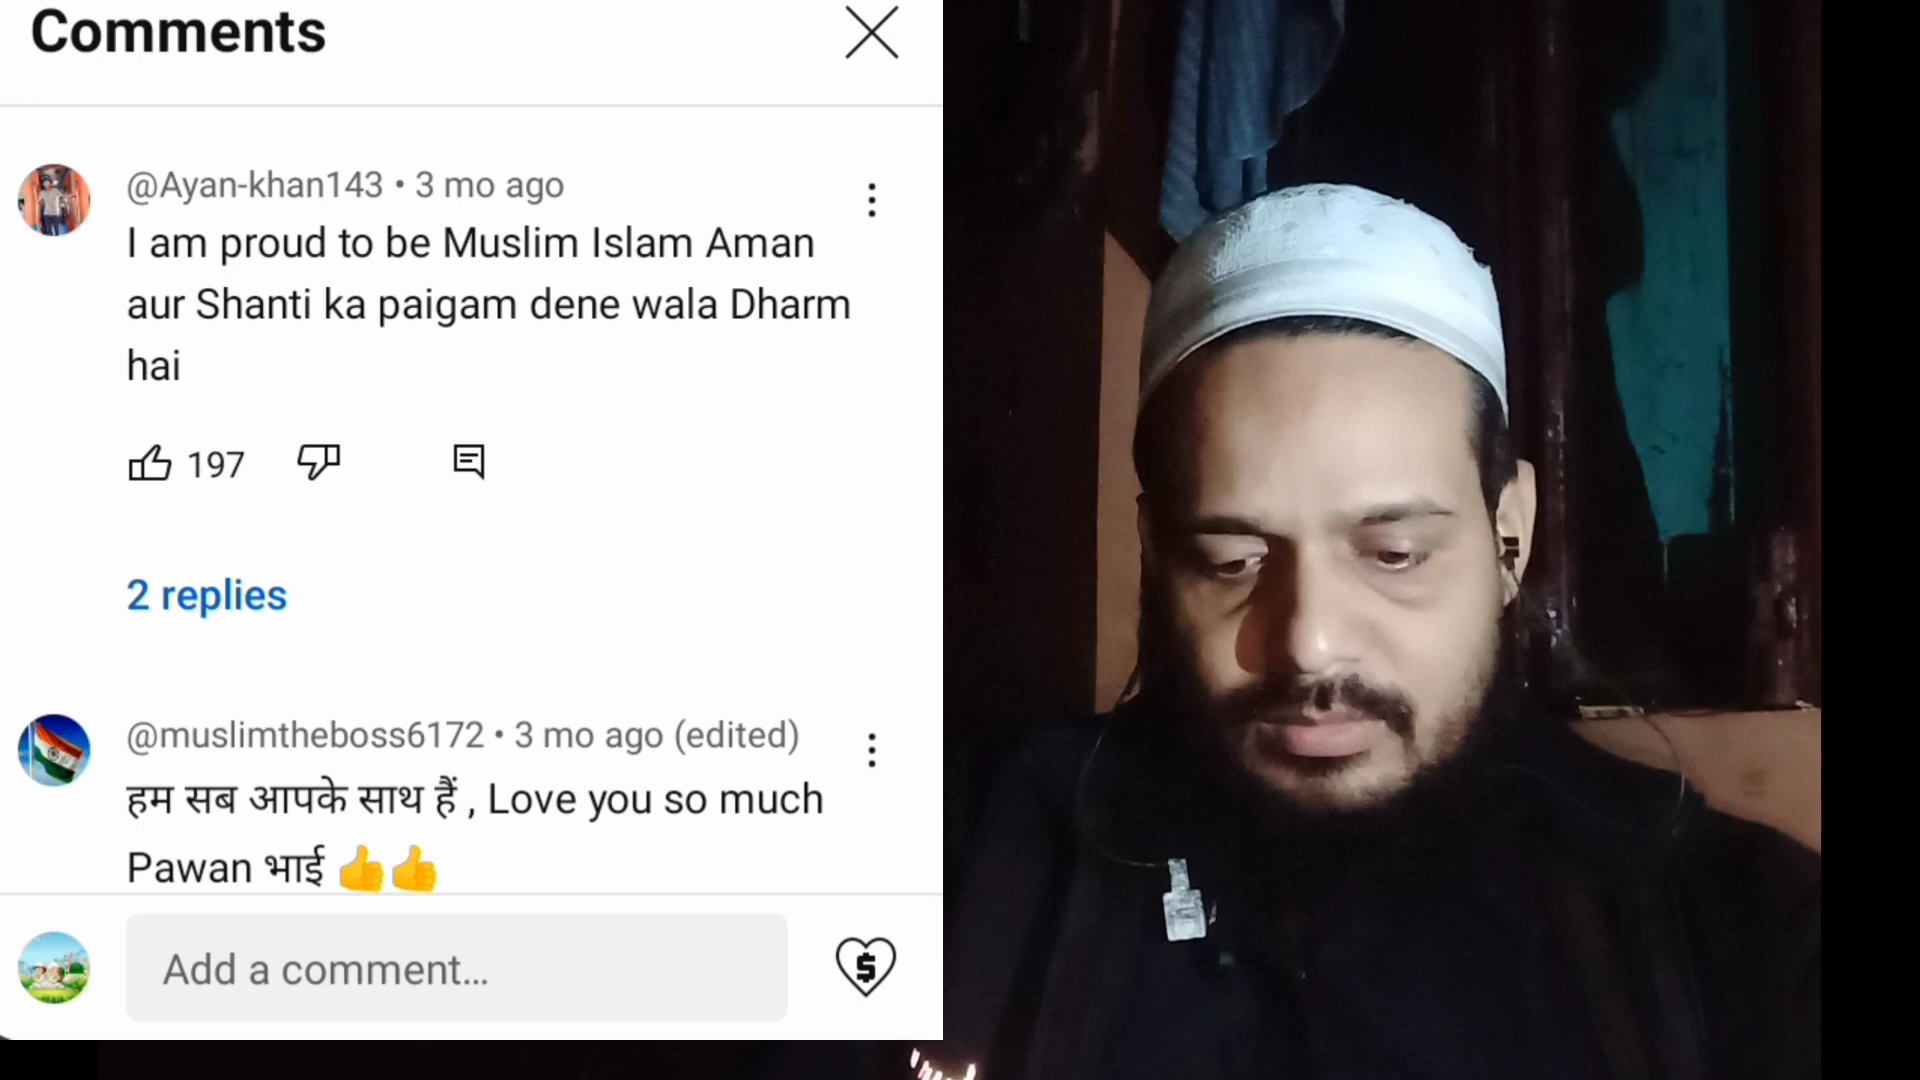 Comments
@Ayan-khan143 • 3 mo ago
I am proud to be Muslim Islam Aman
aur Shanti ka paigam dene wala Dharm
hai
197
2 replies
@muslimtheboss6172 • 3 mo ago (edited)
हम सब आपके साथ हैं , Love you so much
Pawan भाई 👍👍
Add a comment...